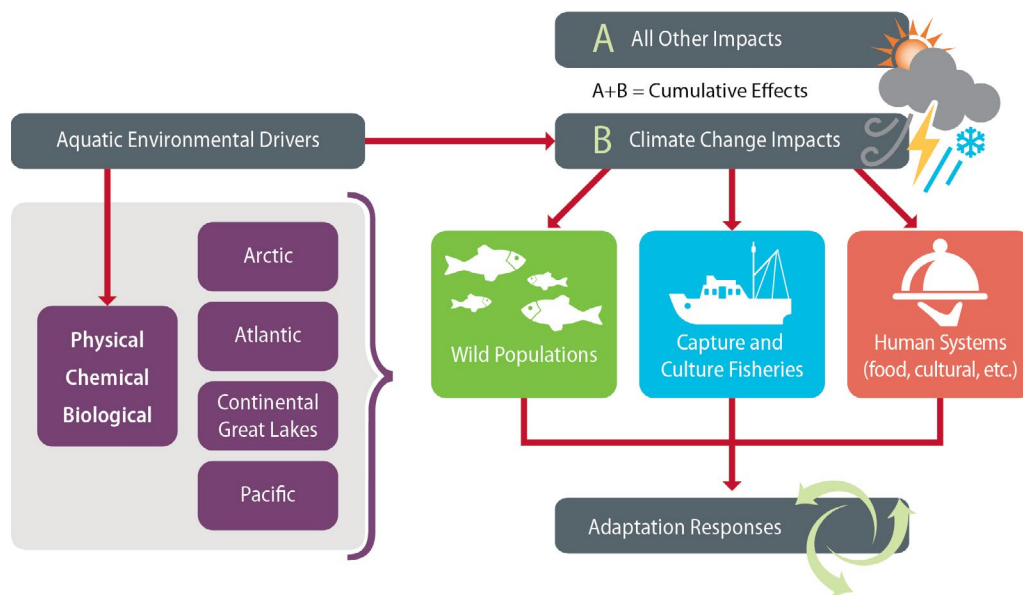 A All Other Impacts
A+B = Cumulative Effects
Aquatic Environmental Drivers
B Climate Change Impacts
Physical
Chemical
Biological
Arctic
Atlantic
Continental
Great Lakes
Pacific
Wild Populations
Capture and
Culture Fisheries
Human Systems
(food, cultural, etc.)
Adaptation Responses